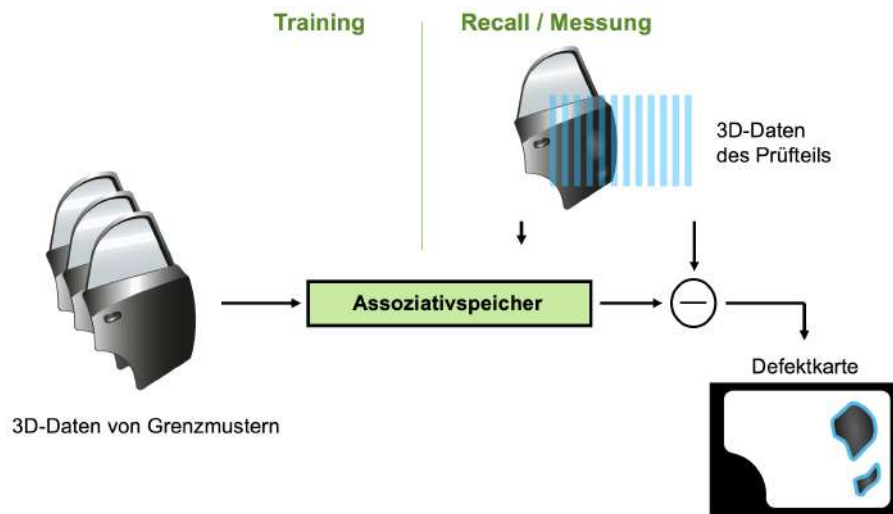 Training
Recall / Messung
3D-Daten
des Prüfteils
Assoziativspeicher
Defektkarte
3D-Daten von Grenzmustern